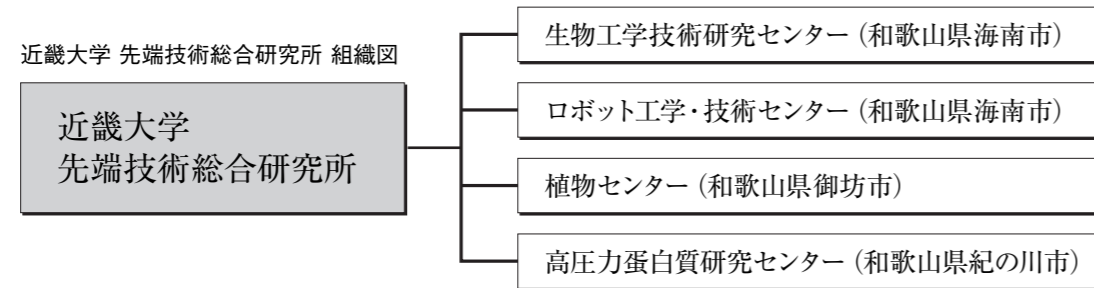 近畿大学 先端技術総合研究所 組織図
近畿大学
先端技術総合研究所
生物工学技術研究センター（和歌山県海南市）
ロボット工学・技術センター（和歌山県海南市）
植物センター（和歌山県御坊市）
高圧力蛋白質研究センター（和歌山県紀の川市）